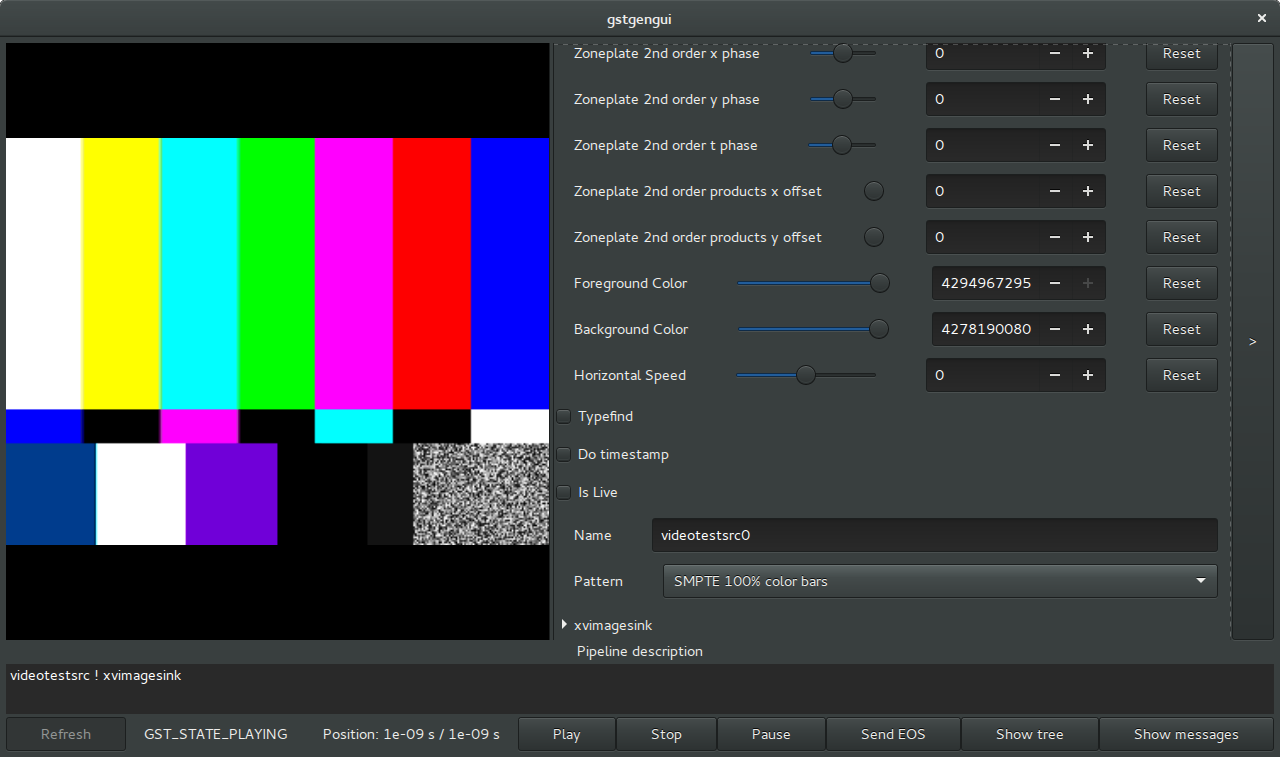 gstgengui ×
Zoneplate 2nd order x phase 0 − + Reset
Zoneplate 2nd order y phase 0 − + Reset
Zoneplate 2nd order t phase 0 − + Reset
Zoneplate 2nd order products x offset 0 − + Reset
Zoneplate 2nd order products y offset 0 − + Reset
Foreground Color 4294967295 − + Reset
Background Color 4278190080 − + Reset
Horizontal Speed 0 − + Reset
>
Typefind
Do timestamp
Is Live
Name videotestsrc0
Pattern SMPTE 100% color bars
xvimagesink
Pipeline description
videotestsrc ! xvimagesink
Refresh GST_STATE_PLAYING Position: 1e-09 s / 1e-09 s Play Stop Pause Send EOS Show tree Show messages